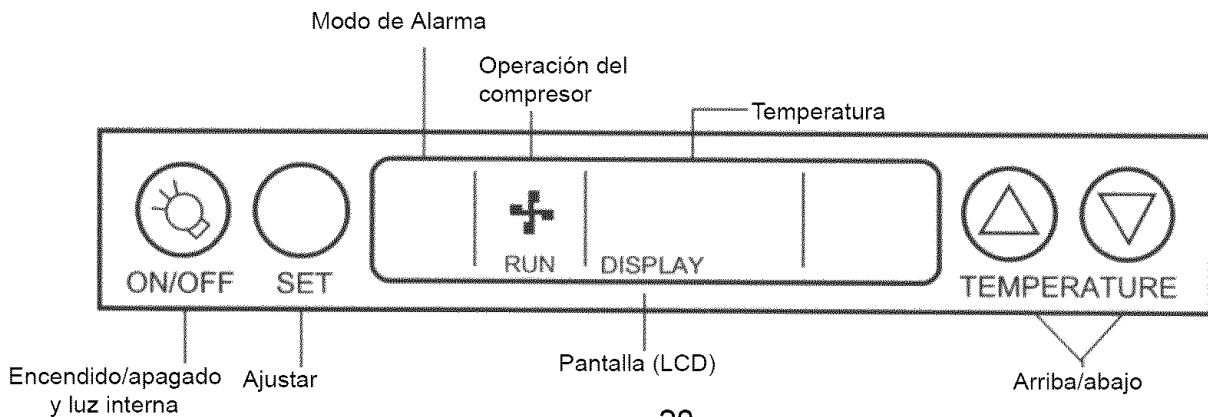 Modo de Alarma
Operación del
compresor
Temperatura
RUN
DISPLAY
ON/OFF
SET
TEMPERATURE
Encendido/apagado
y luz interna
Ajustar
Pantalla (LCD)
Arriba/abajo